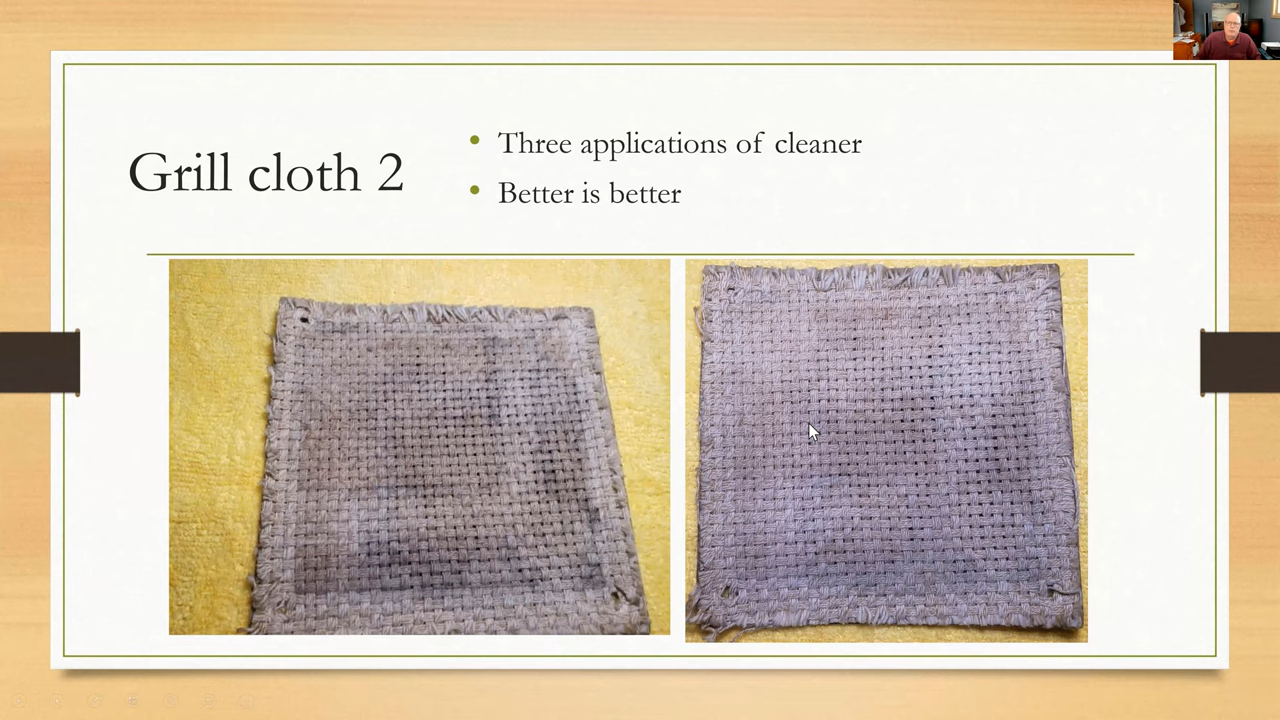 Grill cloth 2
Three applications of cleaner
Better is better